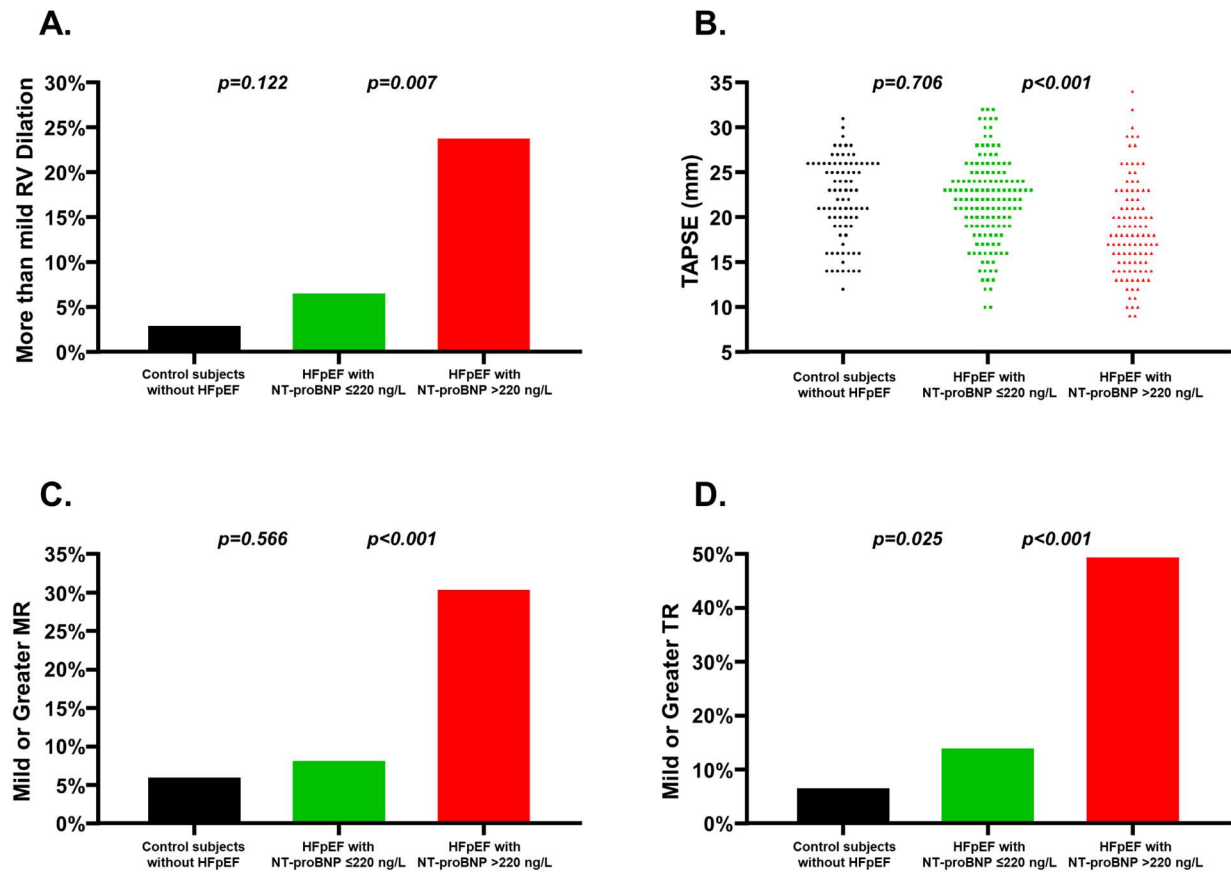 A.
p=0.122 p=0.007
More than mild RV Dilation
30%
25%
20%
15%
10%
5%
0%
Control subjects
without HFpEF
HFpEF with
NT-proBNP ≤220 ng/L
HFpEF with
NT-proBNP >220 ng/L
B.
p=0.706 p<0.001
TAPSE (mm)
35
30
25
20
15
10
5
Control subjects
without HFpEF
HFpEF with
NT-proBNP ≤220 ng/L
HFpEF with
NT-proBNP >220 ng/L
C.
p=0.566 p<0.001
Mild or Greater MR
35%
30%
25%
20%
15%
10%
5%
0%
Control subjects
without HFpEF
HFpEF with
NT-proBNP ≤220 ng/L
HFpEF with
NT-proBNP >220 ng/L
D.
p=0.025 p<0.001
Mild or Greater TR
50%
40%
30%
20%
10%
0%
Control subjects
without HFpEF
HFpEF with
NT-proBNP ≤220 ng/L
HFpEF with
NT-proBNP >220 ng/L